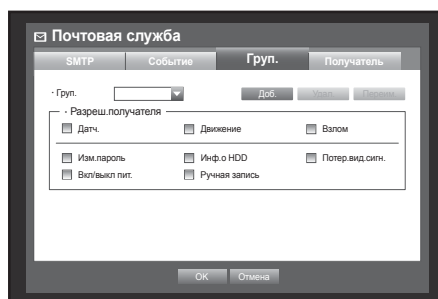 Почтовая служба
SMTP Событие Груп. Получатель
· Груп. Доб. Удал. Переим.
· Разреш.получателя
Датч. Движение Взлом
Изм.пароль Инф.о HDD Потер.вид.сигн.
Вкл/выкл пит. Ручная запись
OK Отмена